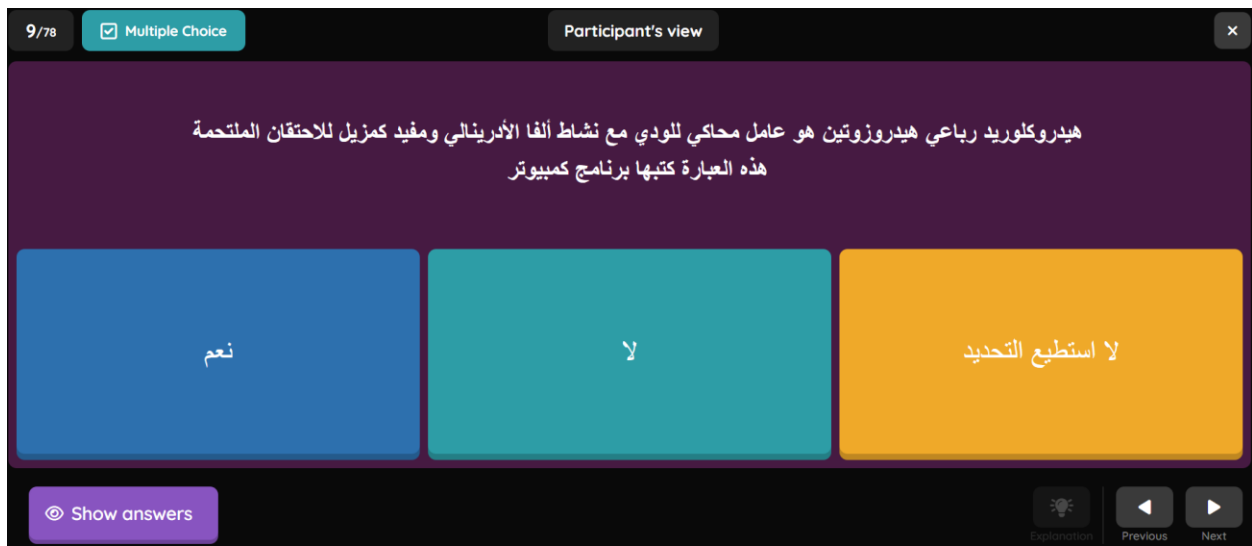 9/78
Multiple Choice
Participant's view
هيدروكلوريد رباعي هيدروزوتين هو عامل محاكي للودي مع نشاط ألفا الأدرينالي ومفيد كمزيل للاحتقان الملتحمة
هذه العبارة كتبها برنامج كمبيوتر
نعم
لا
لا استطيع التحديد
Show answers
Explanation
Previous
Next